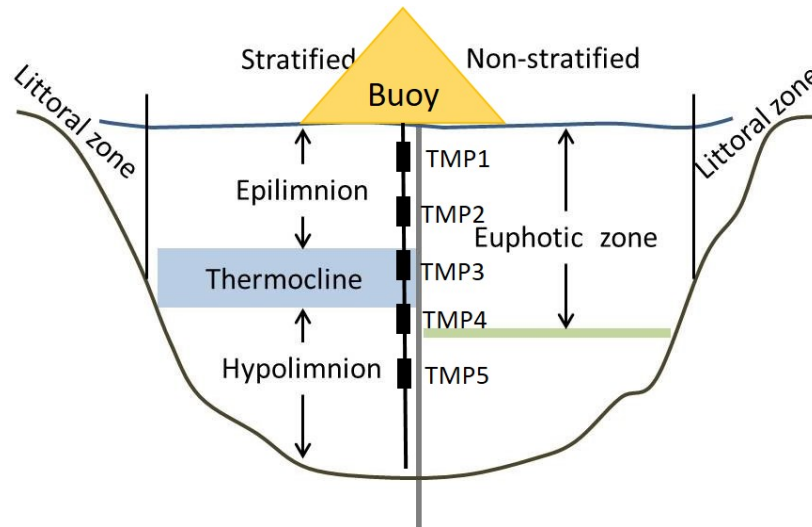 Stratified
Non-stratified
Buoy
Littoral zone
Littoral zone
TMP1
Epilimnion
TMP2
Euphotic zone
Thermocline
TMP3
TMP4
Hypolimnion
TMP5